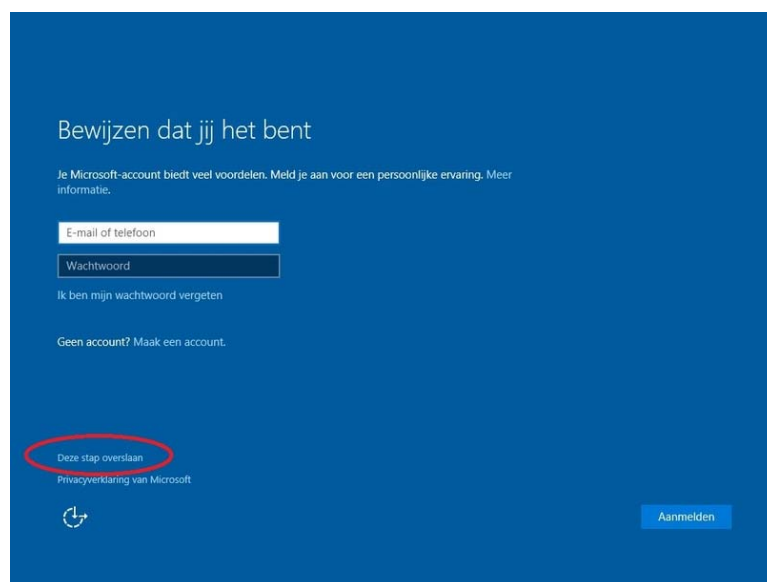 Bewijzen dat jij het bent
Je Microsoft-account biedt veel voordelen. Meld je aan voor een persoonlijke ervaring. Meer
informatie.
E-mail of telefoon
Wachtwoord
Ik ben mijn wachtwoord vergeten
Geen account? Maak een account.
Deze stap overslaan
Privacyverklaring van Microsoft
Aanmelden